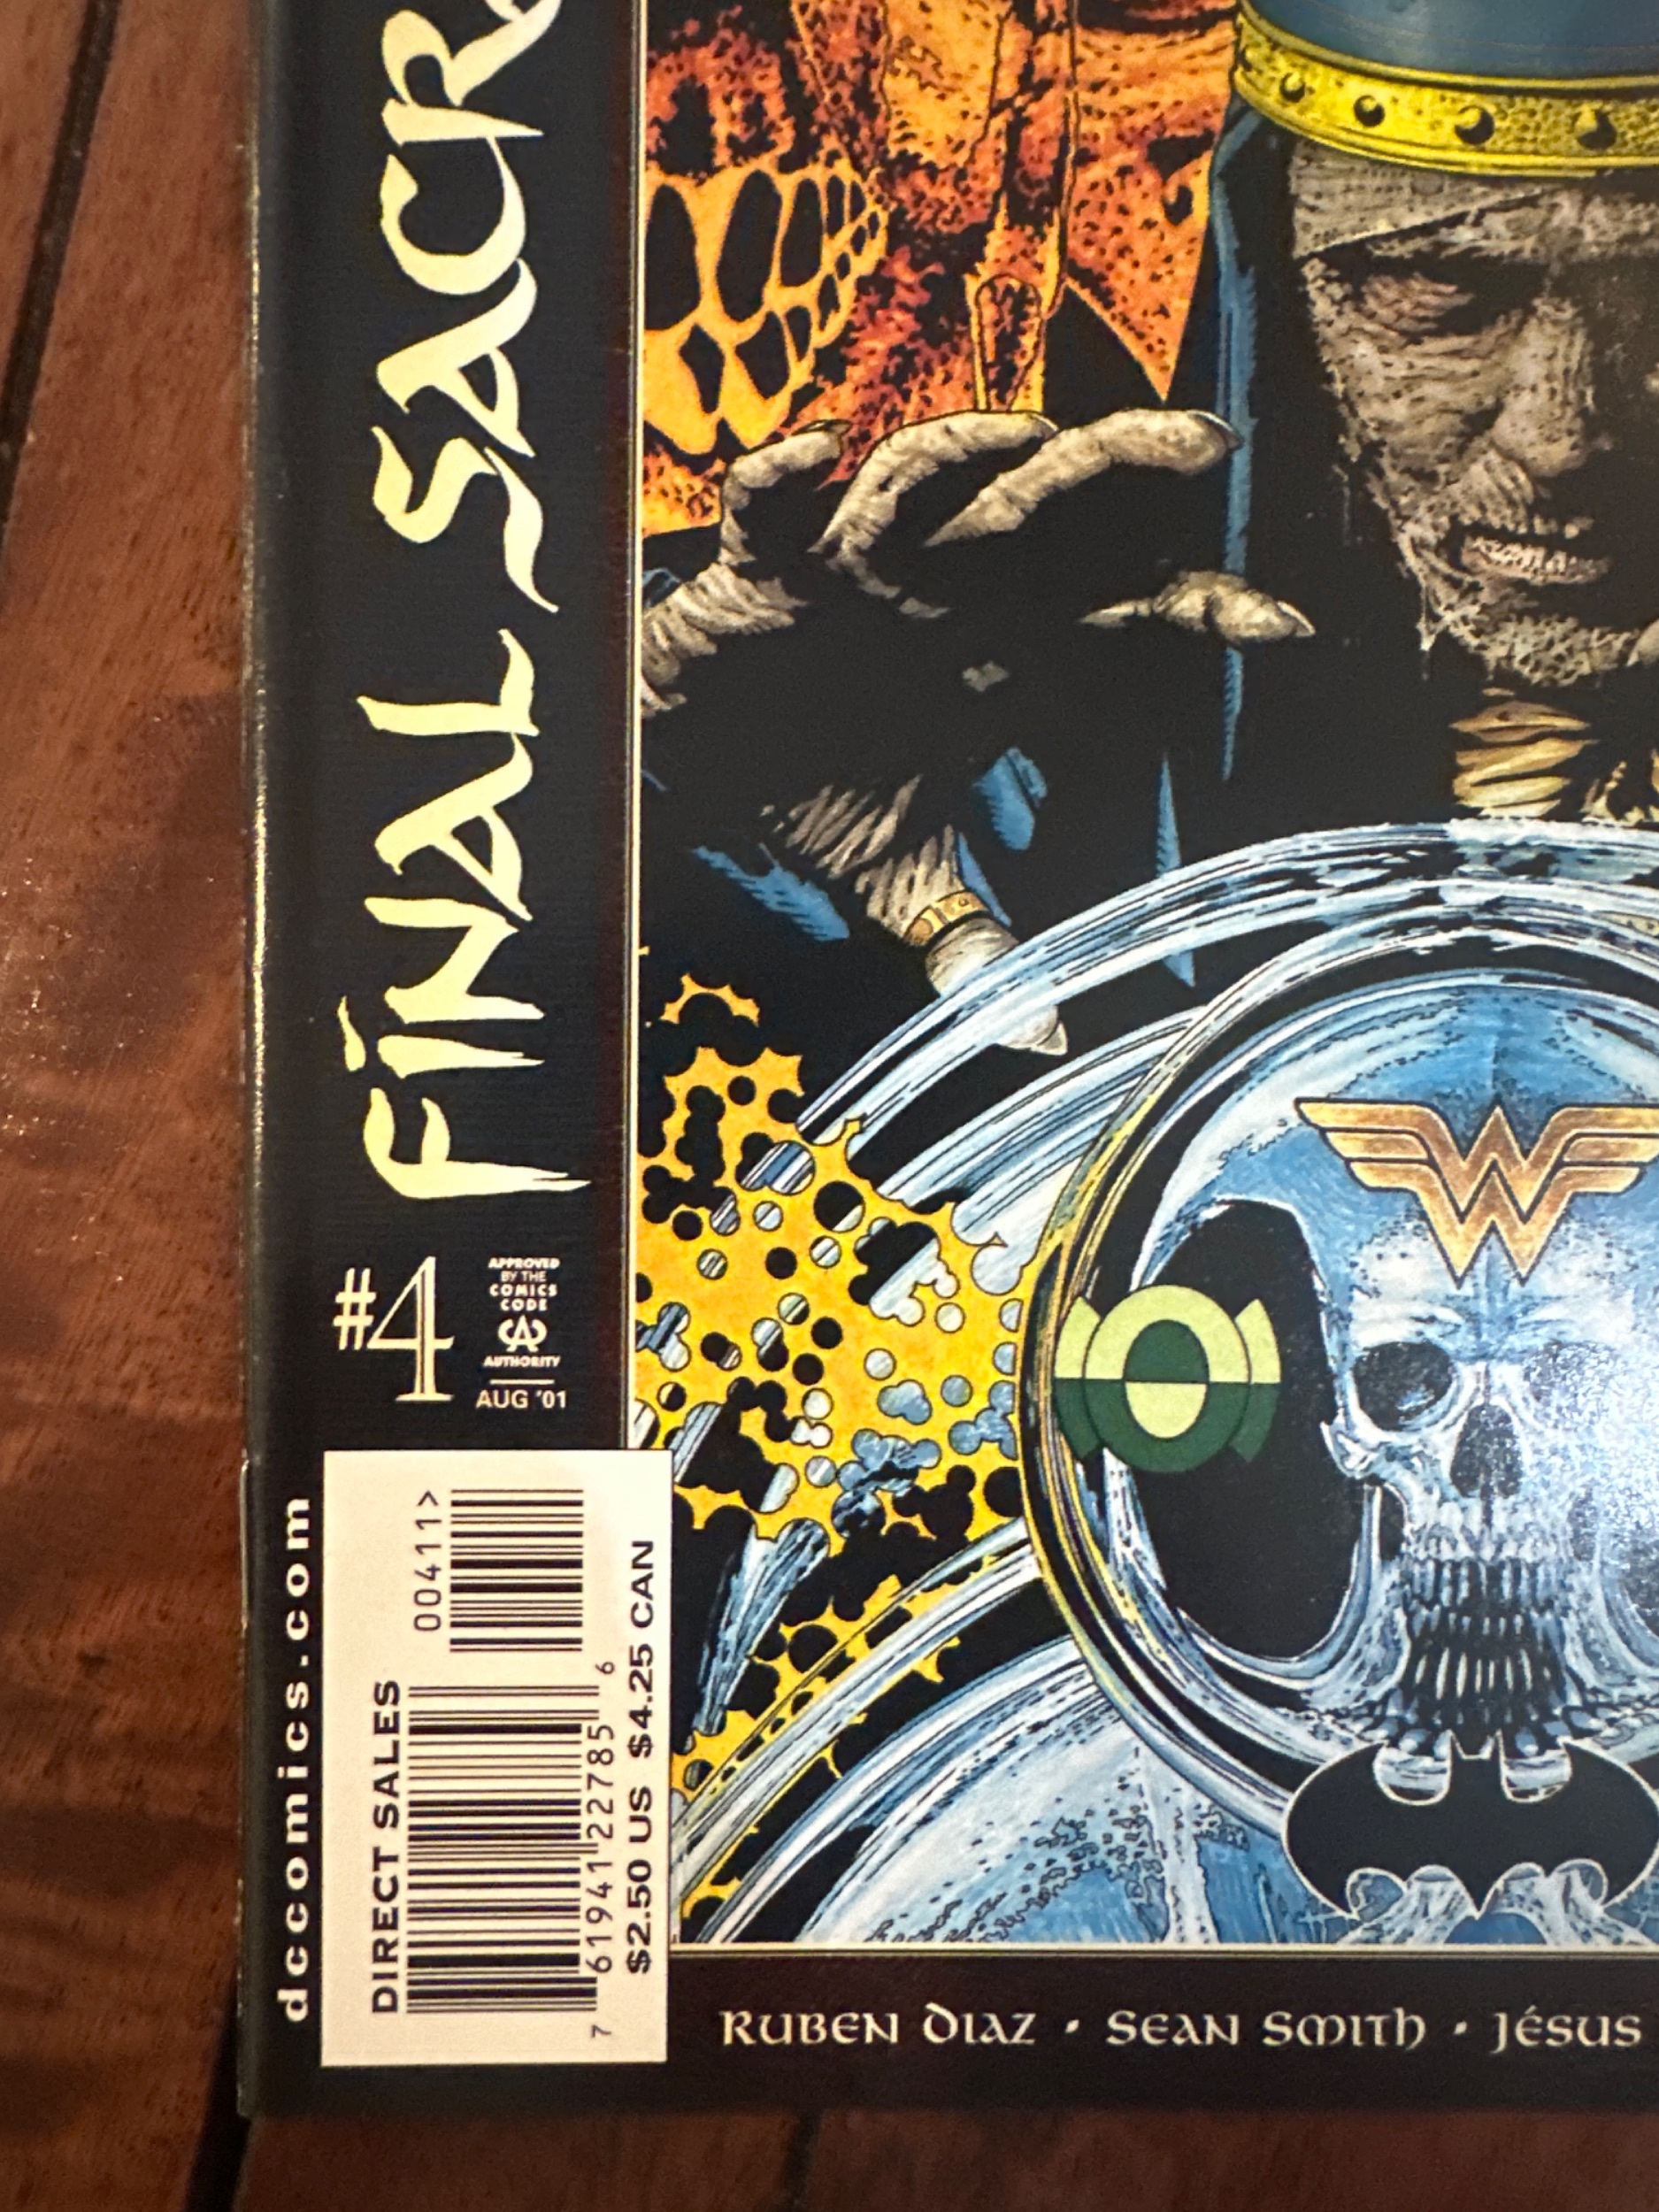 FINAL SACR
#4
APPROVED
BY THE
COMICS
CODE
CA
AUTHORITY
AUG '01
dccomics.com
DIRECT SALES
00411>
7 61941 22785 6
$2.50 US $4.25 CAN
W
RUBEN DIAZ · SEAN SMITH · JÉSUS